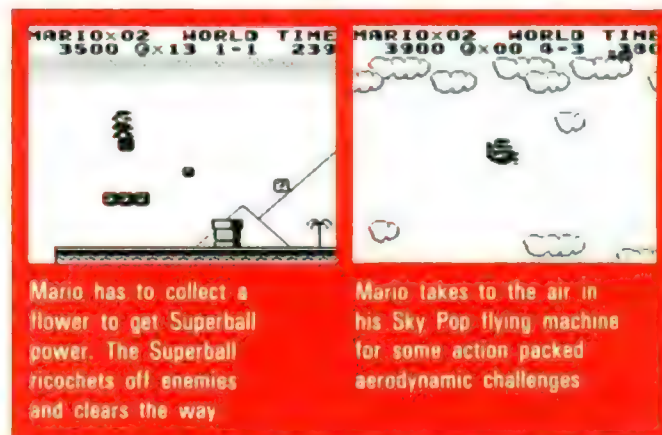 MARIO×02 WORLD TIME
3500 ×13 1-1 239
Mario has to collect a
flower to get Superball
power. The Superball
ricochets off enemies
and clears the way
MARIO×02 WORLD TIME
3900 ×00 4-3 380
Mario takes to the air in
his Sky Pop flying machine
for some action packed
aerodynamic challenges